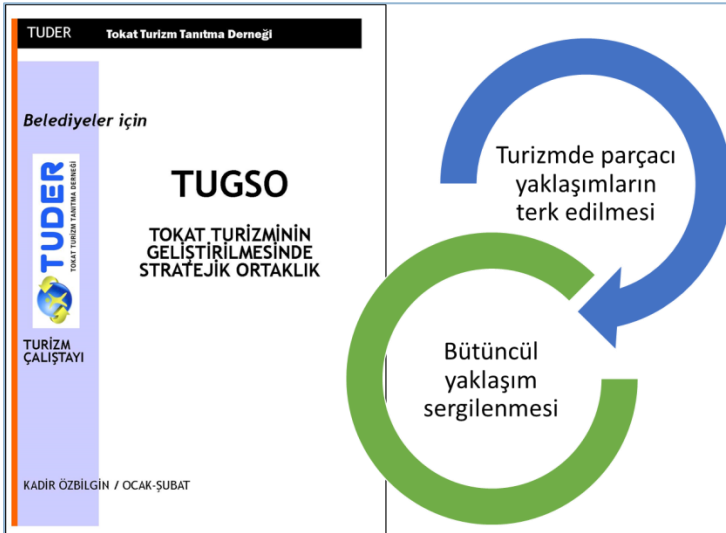 TUDER Tokat Turizm Tanıtma Derneği
Belediyeler için
TUDER
TOKAT TURİZM TANITMA DERNEĞİ
TUGSO
TOKAT TURİZMİNİN
GELİŞTİRİLMESİNDE
STRATEJİK ORTAKLIK
TURİZM
ÇALIŞTAYI
KADİR ÖZBİLGİN / OCAK-ŞUBAT
Turizmde parçacı
yaklaşımların
terk edilmesi
Bütüncül
yaklaşım
sergilenmesi